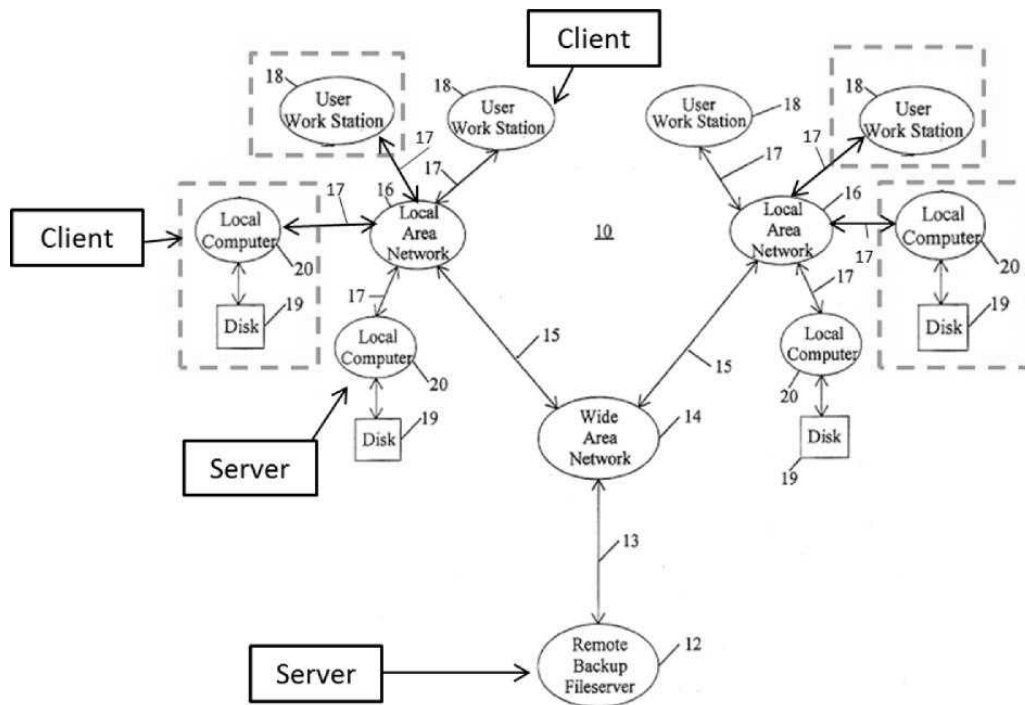 Client
18
User
Work Station
18
User
Work Station
User
Work Station
18
18
User
Work Station
17
17
17
17
Client
17
Local
Computer
20
19
Disk
16
Local
Area
Network
10
Local
Area
Network
16
17
Local
Computer
20
19
Disk
17
Local
Computer
20
19
Disk
15
15
17
Local
Computer
20
Disk
19
Server
Wide
Area
Network
14
13
Server
Remote
Backup
Fileserver
12